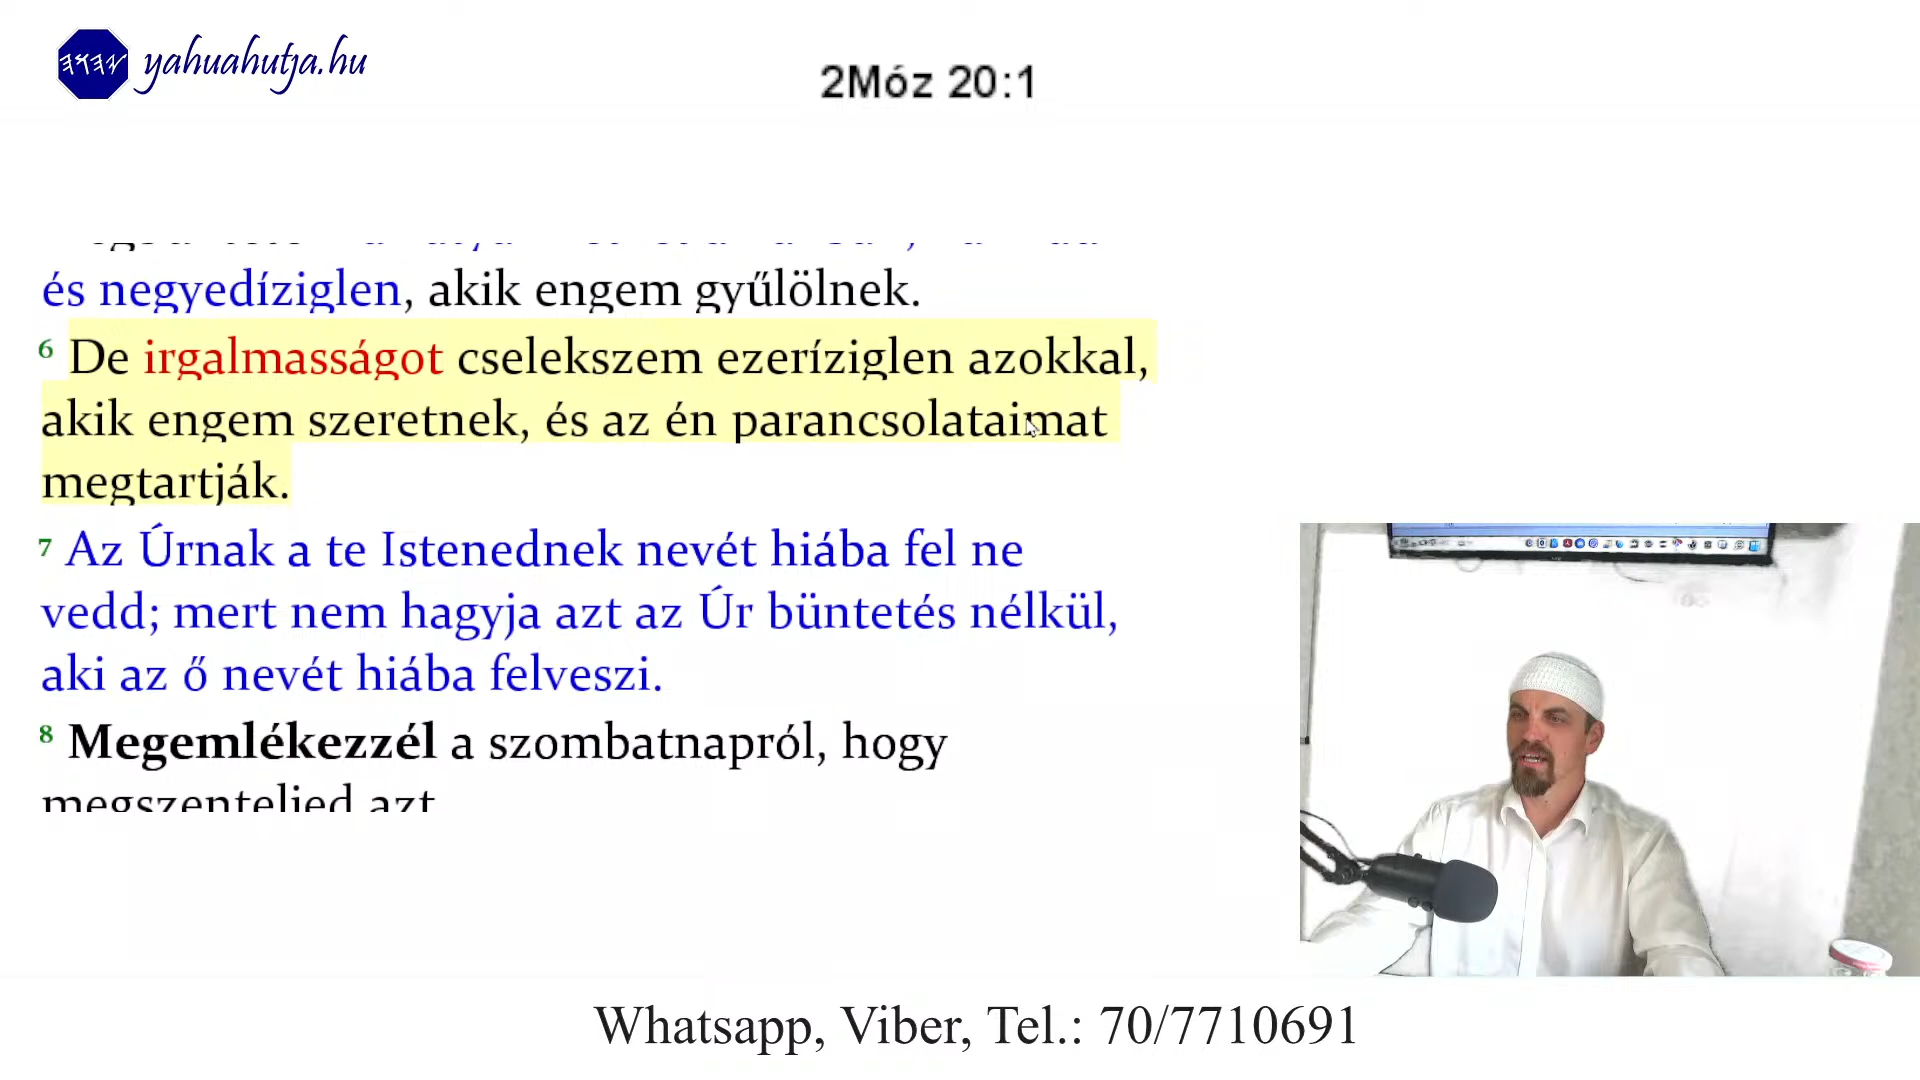 yahuahutja.hu
2Móz 20:1
és negyedíziglen, akik engem gyűlölnek.
6 De irgalmasságot cselekszem ezeríziglen azokkal,
akik engem szeretnek, és az én parancsolataimat
megtartják.
7 Az Úrnak a te Istenednek nevét hiába fel ne
vedd; mert nem hagyja azt az Úr büntetés nélkül,
aki az ő nevét hiába felveszi.
8 Megemlékezzél a szombatnapról, hogy
megszenteljed azt
Whatsapp, Viber, Tel.: 70/7710691